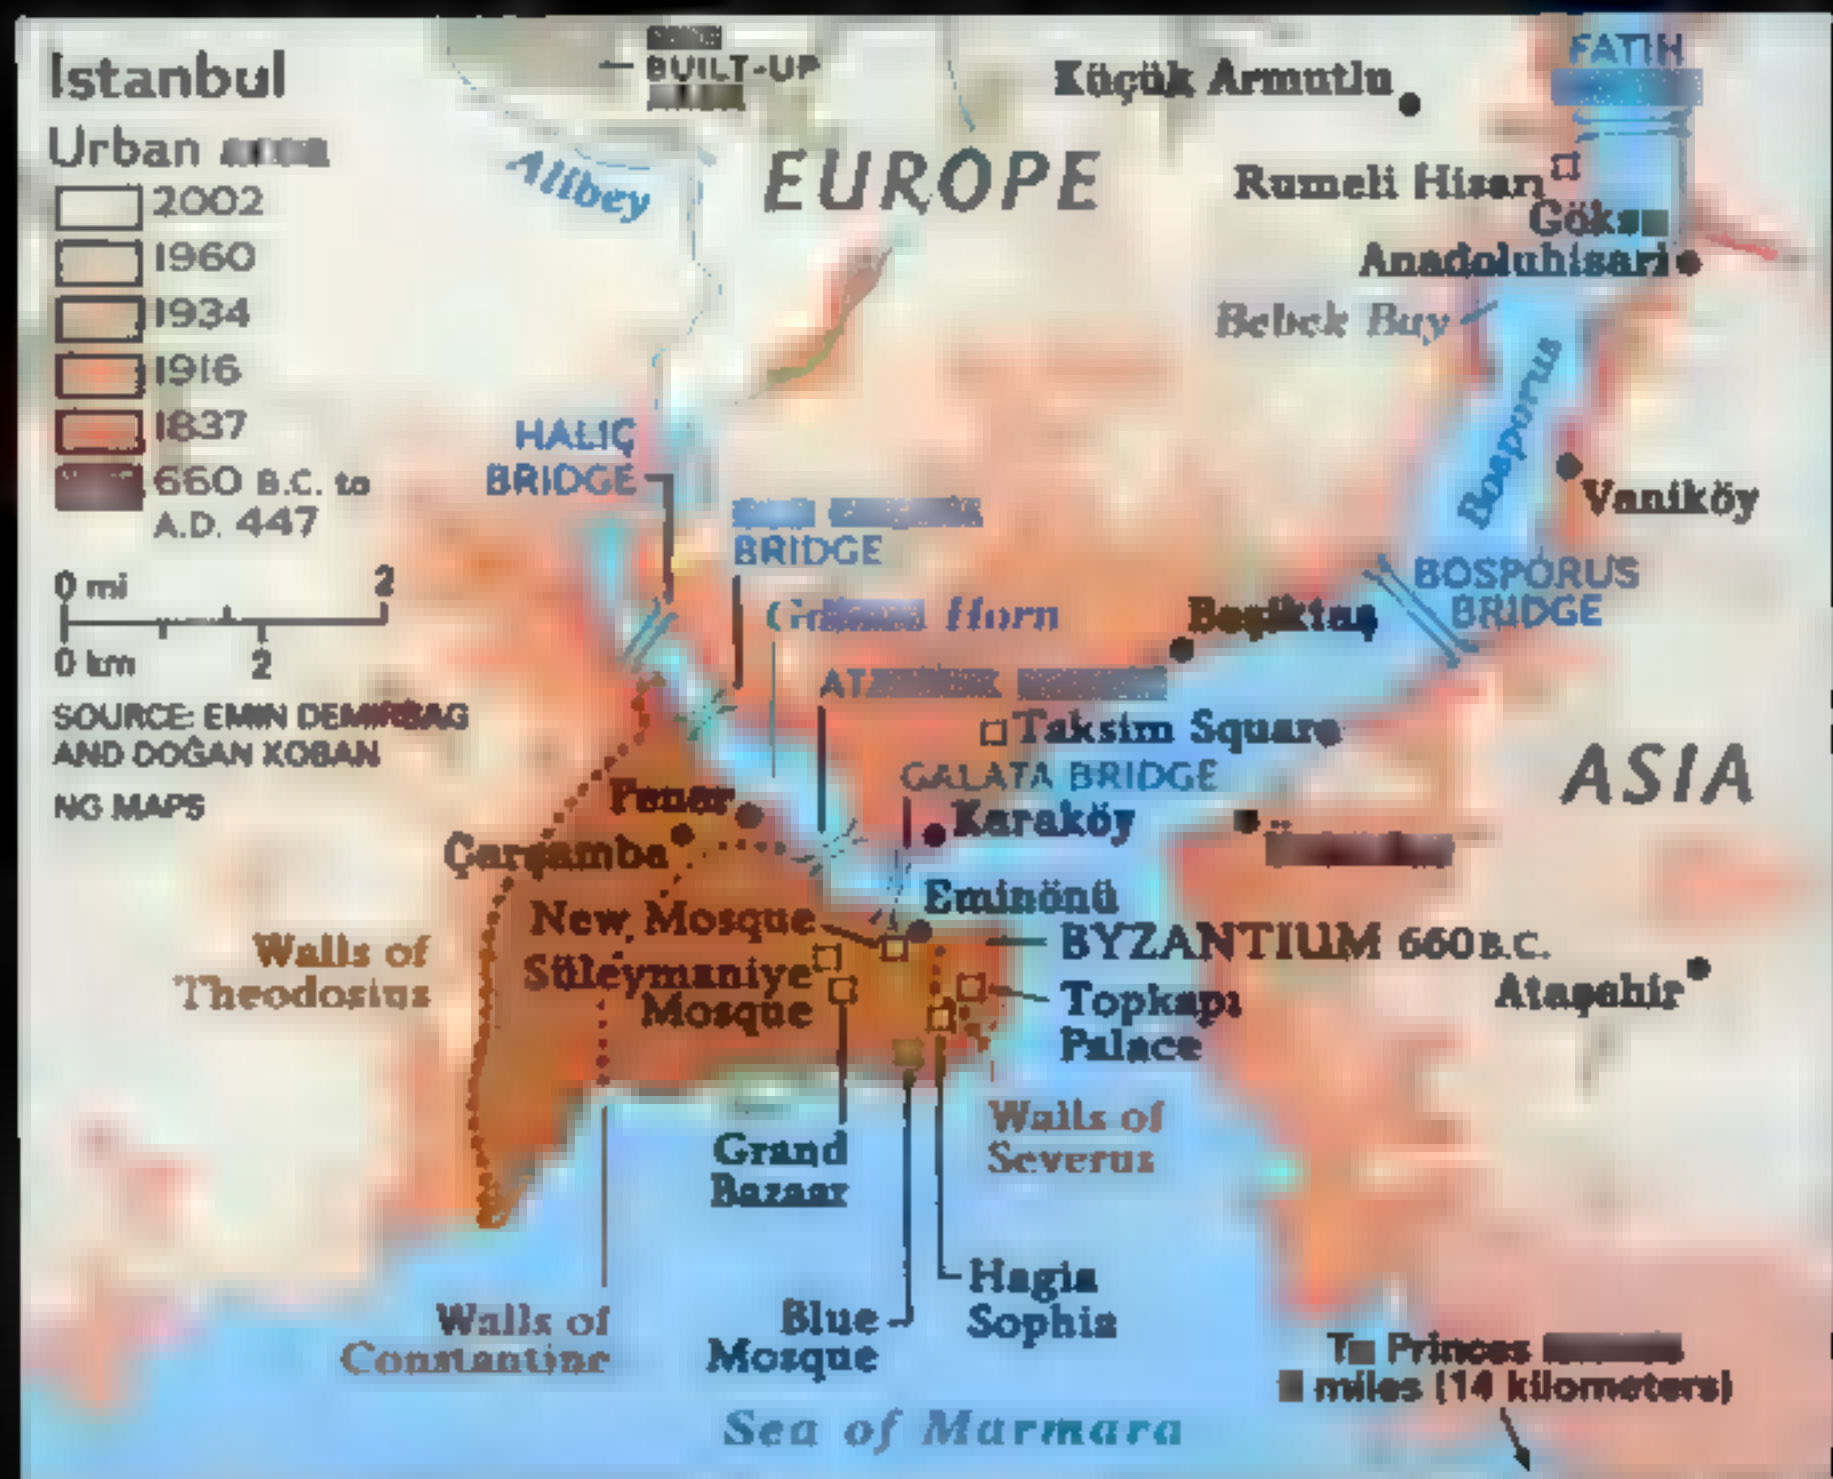 Istanbul
Urban
2002
1960
1934
1916
1837
660 B.C. to
A.D. 447
0 mi 2
0 km 2
SOURCE: EMIN DEMIRBAG
AND DOĞAN KOBAN
NG MAPS
BUILT-UP
Alibey
EUROPE
Küçük Armutlu
FATIH
Rumeli Hisarı
Anadoluhisari
Bebek Bay
Bosporus
Vaniköy
HALIÇ
BRIDGE
BRIDGE
Horn
BOSPORUS
BRIDGE
Beşiktaş
Taksim Square
GALATA BRIDGE
Karaköy
ASIA
Fener
Çarşamba
Eminönü
New Mosque
BYZANTIUM 660 B.C.
Süleymaniye
Mosque
Topkapı
Palace
Ataşehir
Walls of
Theodosius
Walls of
Severus
Grand
Bazaar
Hagia
Sophia
Blue
Mosque
Walls of
Constantine
Princes
miles (14 kilometers)
Sea of Marmara